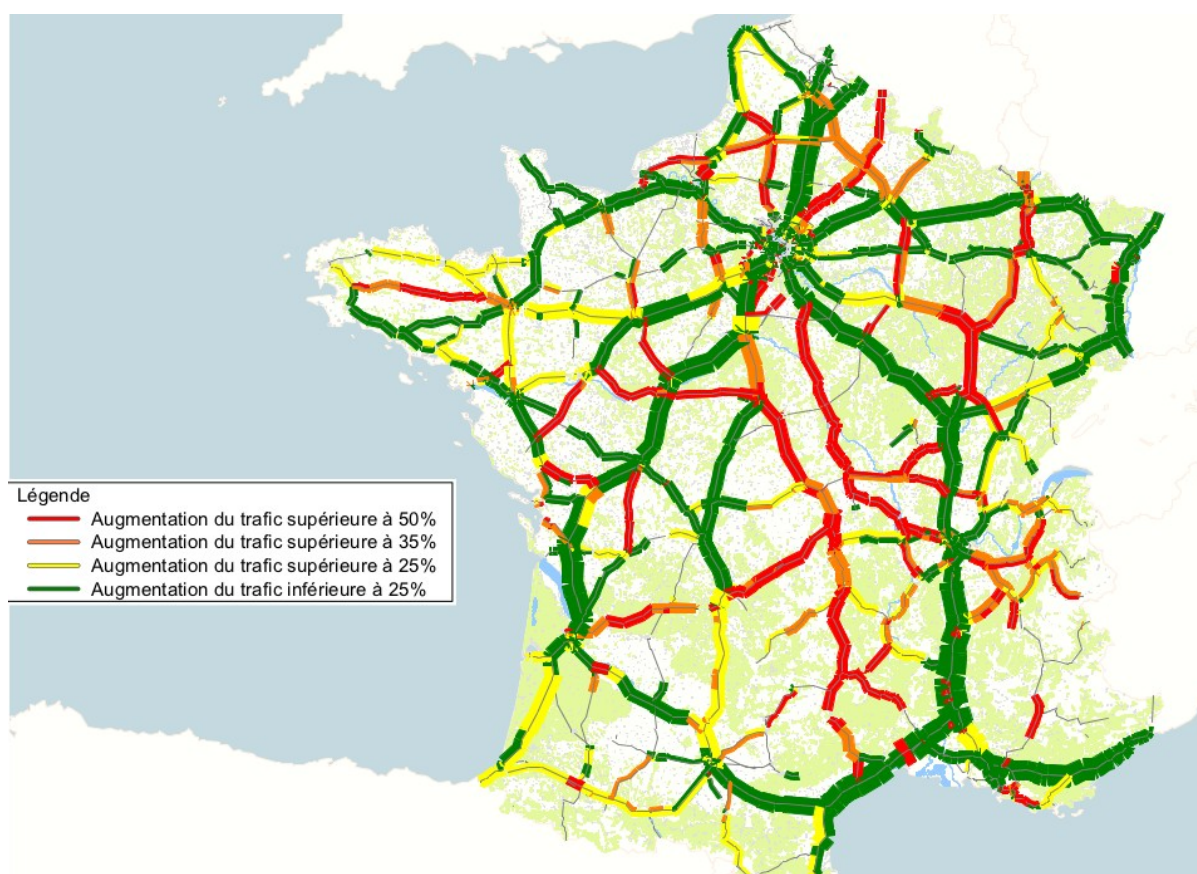 Légende
Augmentation du trafic supérieure à 50%
Augmentation du trafic supérieure à 35%
Augmentation du trafic supérieure à 25%
Augmentation du trafic inférieure à 25%